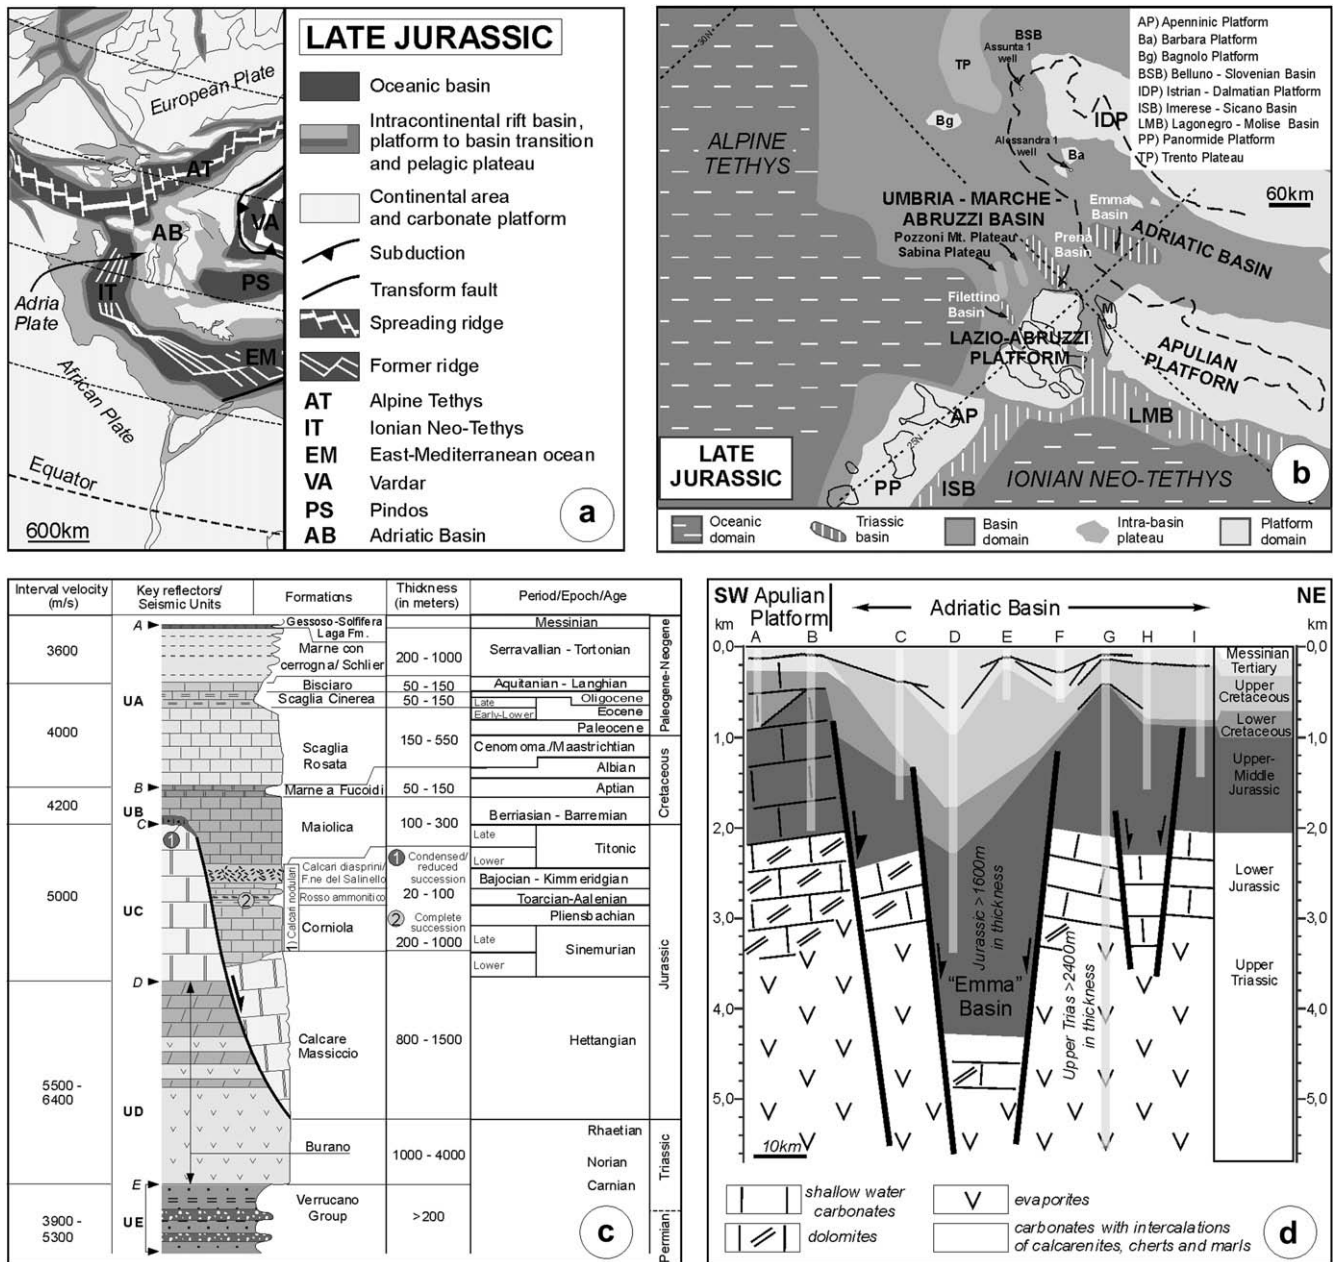 LATE JURASSIC
Oceanic basin
Intracontinental rift basin,
platform to basin transition
and pelagic plateau
Continental area
and carbonate platform
Subduction
Transform fault
Spreading ridge
Former ridge
AT Alpine Tethys
IT Ionian Neo-Tethys
EM East-Mediterranean ocean
VA Vardar
PS Pindos
AB Adriatic Basin
a
European Plate
AT
VA
AB
PS
IT
Adria
Plate
EM
African Plate
Equator
600km
AP) Apenninic Platform
Ba) Barbara Platform
Bg) Bagnolo Platform
BSB) Belluno - Slovenian Basin
IDP) Istrian - Dalmatian Platform
ISB) Imerese - Sicano Basin
LMB) Lagonegro - Molise Basin
PP) Panormide Platform
TP) Trento Plateau
60km
30N
BSB
Assunta 1
well
TP
IDP
Bg
ALPINE
TETHYS
Alessandra 1
well
Ba
UMBRIA - MARCHE -
ABRUZZI BASIN
Pozzoni Mt. Plateau
Sabina Plateau
Emma
Basin
Prena
Basin
ADRIATIC BASIN
Filettino
Basin
M
LAZIO-ABRUZZI
PLATFORM
APULIAN
PLATFORN
AP
LMB
25N
LATE
JURASSIC
PP
ISB
IONIAN NEO-TETHYS
b
Oceanic
domain
Triassic
basin
Basin
domain
Intra-basin
plateau
Platform
domain
Interval velocity
(m/s)
Key reflectors/
Seismic Units
Formations
Thickness
(in meters)
Period/Epoch/Age
A
Gessoso-Solfifera
Laga Fm.
Messinian
3600
Marne con
cerrogna/ Schlier
200 - 1000
Serravallian - Tortonian
Bisciaro
50 - 150
Aquitanian - Langhian
UA
Scaglia Cinerea
50 - 150
Late
Oligocene
Early-Lower
Eocene
Paleocene
Paleogene-Neogene
4000
Scaglia
Rosata
150 - 550
Cenomoma./Maastrichtian
Albian
B
Marne a Fucoidi
50 - 150
Aptian
4200
UB
C
Maiolica
100 - 300
Berriasian - Barremian
Cretaceous
1
Late
Titonic
Lower
1 Condensed/
reduced
succession
20 - 100
Calcari diasprini/
F.ne del Salinello
Bajocian - Kimmeridgian
5000
2
Rosso ammonitico
Toarcian-Aalenian
1) Calcari nodulari
UC
Corniola
2 Complete
succession
200 - 1000
Pliensbachian
Late
Sinemurian
Lower
Jurassic
D
Calcare
Massiccio
800 - 1500
Hettangian
5500 -
6400
UD
Burano
1000 - 4000
Rhaetian
Norian
Carnian
Triassic
E
3900 -
5300
UE
Verrucano
Group
>200
Permian
c
SW Apulian
Platform
Adriatic Basin
NE
km
A B C D E F G H I
km
0,0
1,0
2,0
3,0
4,0
5,0
0,0
1,0
2,0
3,0
4,0
5,0
Messinian
Tertiary
Upper
Cretaceous
Lower
Cretaceous
Upper-
Middle
Jurassic
Lower
Jurassic
Upper
Triassic
Jurassic >1600m
in thickness
"Emma"
Basin
Upper Trias >2400m
in thickness
10km
shallow water
carbonates
dolomites
evaporites
carbonates with intercalations
of calcarenites, cherts and marls
d